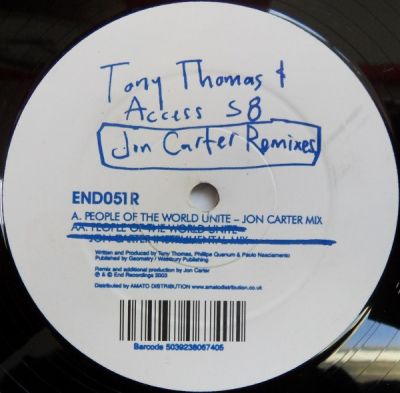 Tony Thomas &
Access 58
Jon Carter Remixes
END051R
A. PEOPLE OF THE WORLD UNITE – JON CARTER MIX
AA. PEOPLE OF THE WORLD UNITE –
JON CARTER INSTRUMENTAL MIX
Written and Produced by Tony Thomas, Phillipe Quenum & Paulo Nascimento
Published by Geometry / Westbury Publishing
Remix and additional production by Jon Carter
℗ & © End Recordings 2003
Distributed by AMATO DISTRIBUTION www.amatodistribution.co.uk
Barcode 5039238067405